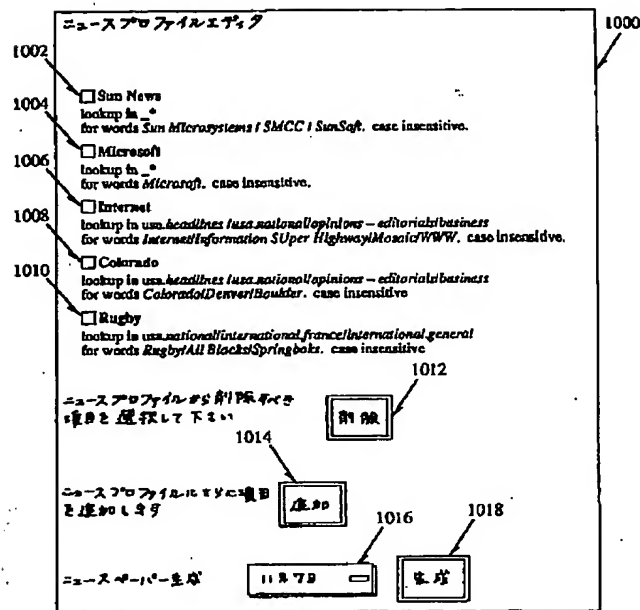 ニュースプロファイルエディタ
1000
1002
Sun News
lookup in _*
for words Sun Microsystems / SMCC / SunSoft. case insensitive.
1004
Microsoft
lookup in _*
for words Microsoft. case insensitive.
1006
Internet
lookup in usa.headlines /usa.national/opinions – editorials/business
for words Internet/Information SUper Highway/Mosaic/WWW. case insensitive.
1008
Colorado
lookup in usa.headlines /usa.national/opinions – editorials/business
for words Colorado/Denver/Boulder. case insensitive
1010
Rugby
lookup in usa.national/international.france/international.general
for words Rugby/All Blacks/Springboks. case insensitive
1012
ニュースプロファイルから削除すべき
項目を選択して下さい
削除
1014
ニュースプロファイルにさらに項目
を追加します
追加
1016
1018
ニュースペーパー生成
11月7日
生成